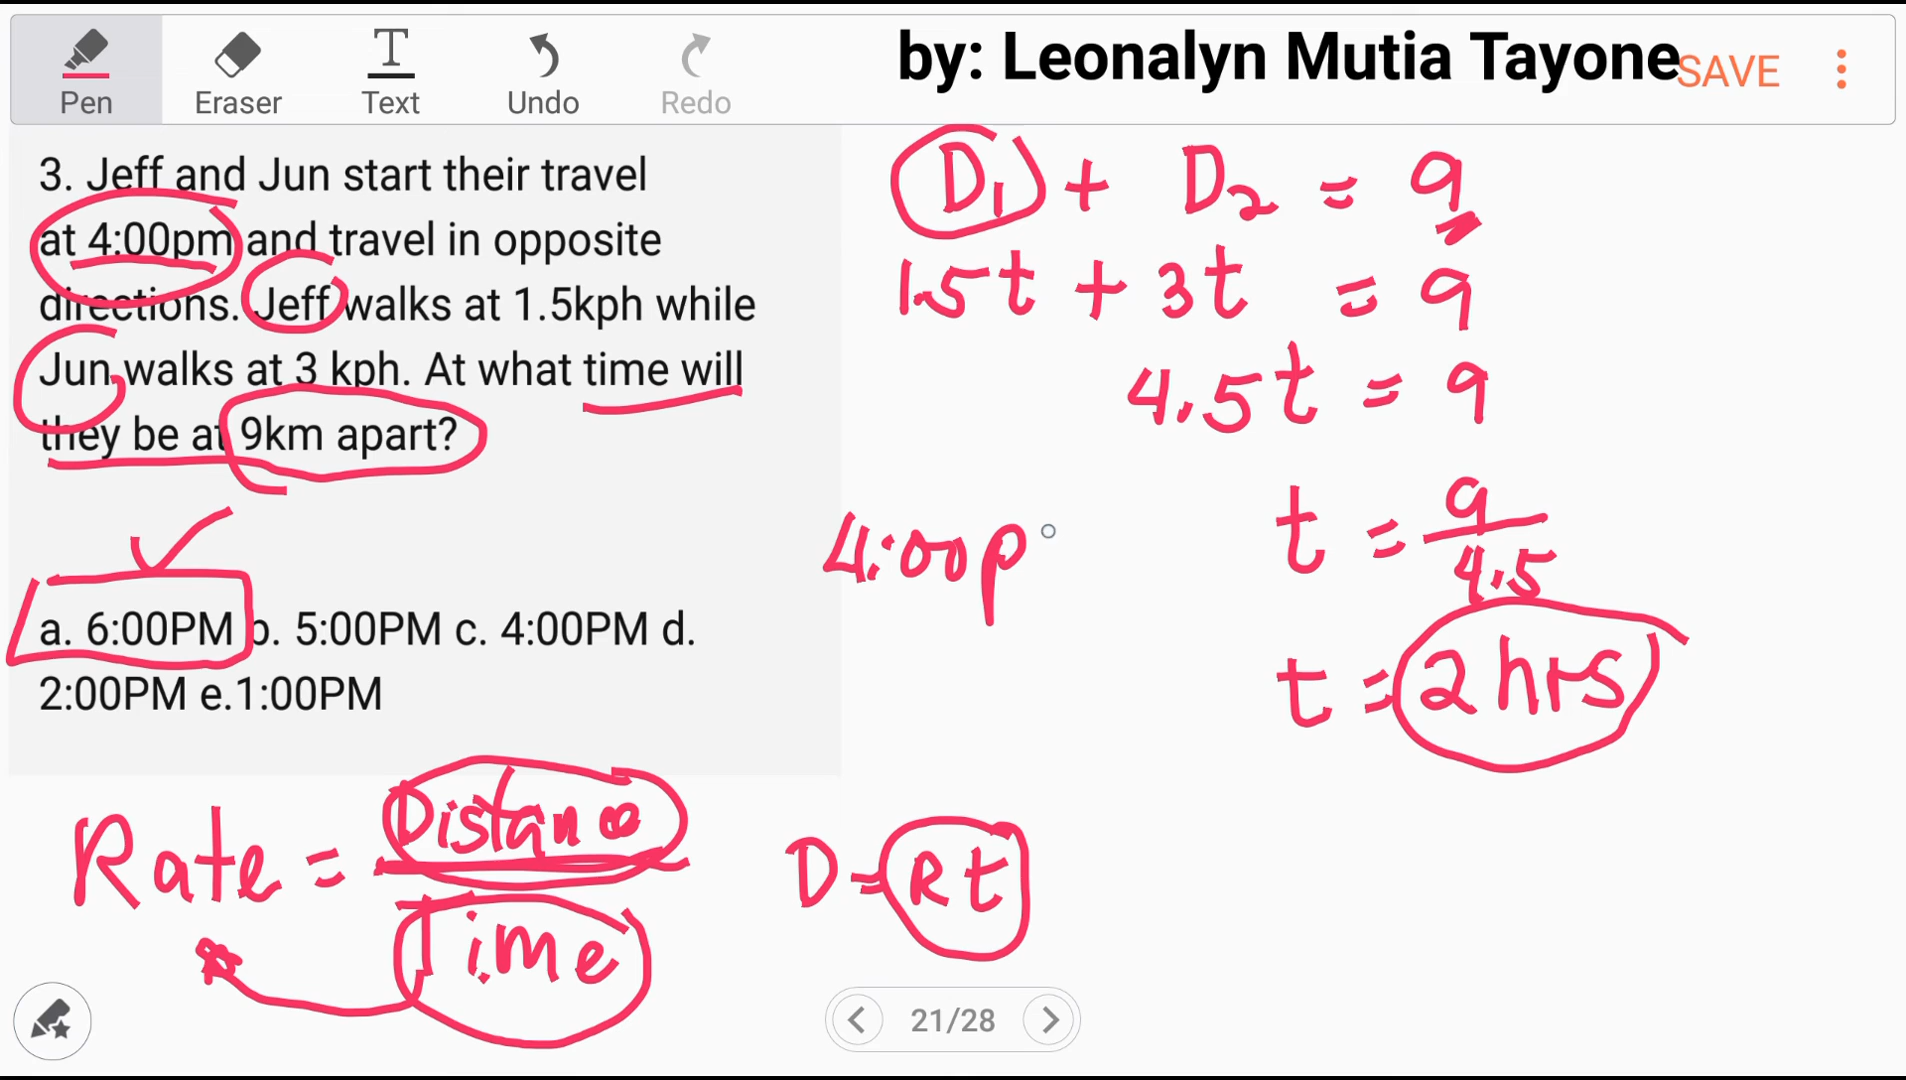 Pen Eraser Text Undo Redo
by: Leonalyn Mutia Tayone
SAVE
3. Jeff and Jun start their travel
at 4:00pm and travel in opposite
directions. Jeff walks at 1.5kph while
Jun walks at 3 kph. At what time will
they be at 9km apart?
a. 6:00PM b. 5:00PM c. 4:00PM d.
2:00PM e.1:00PM
D1 + D2 = 9
1.5t + 3t = 9
4.5t = 9
t = 9/4.5
t = 2 hrs
4:00p
Rate = Distance
Time
D = Rt
21/28